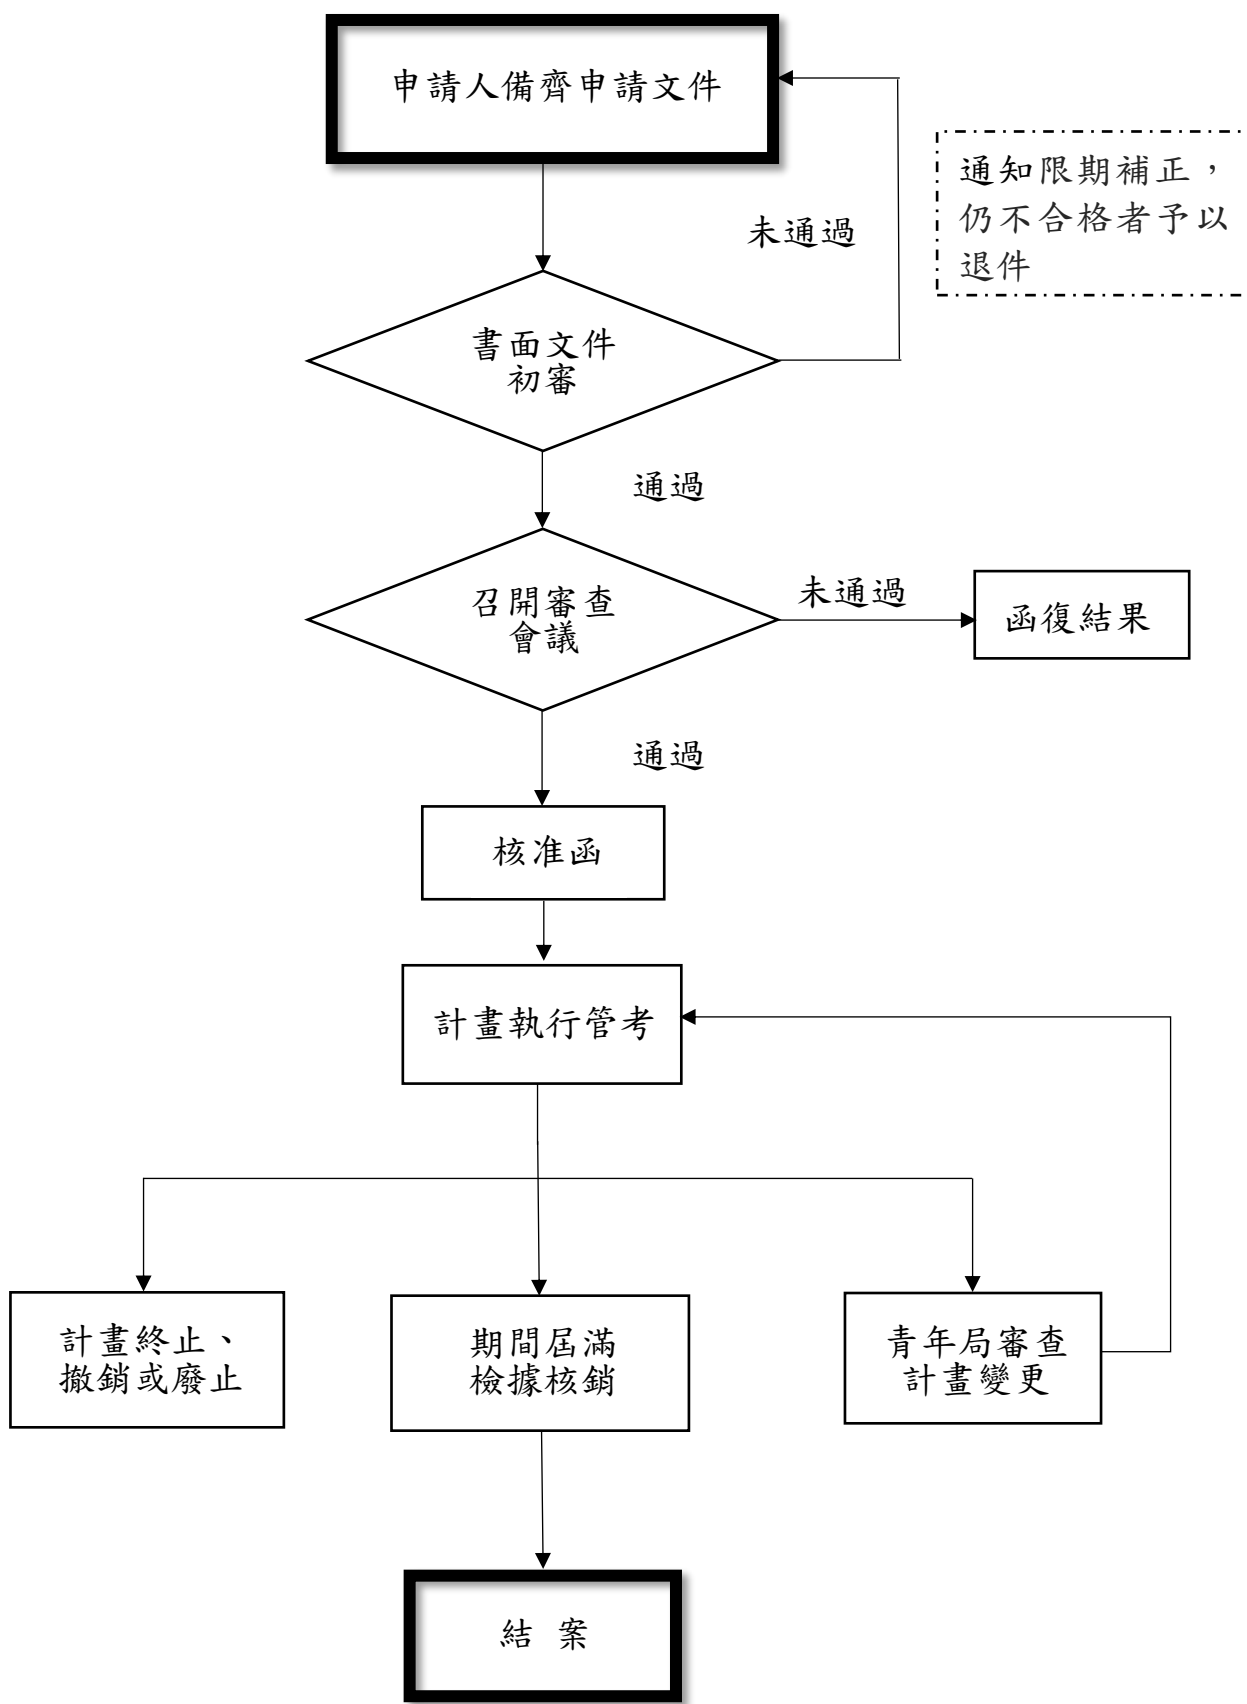 申請人備齊申請文件
通知限期補正，
仍不合格者予以
退件
未通過
書面文件
初審
通過
召開審查
會議
未通過
函復結果
通過
核准函
計畫執行管考
計畫終止、
撤銷或廢止
期間屆滿
檢據核銷
青年局審查
計畫變更
結 案